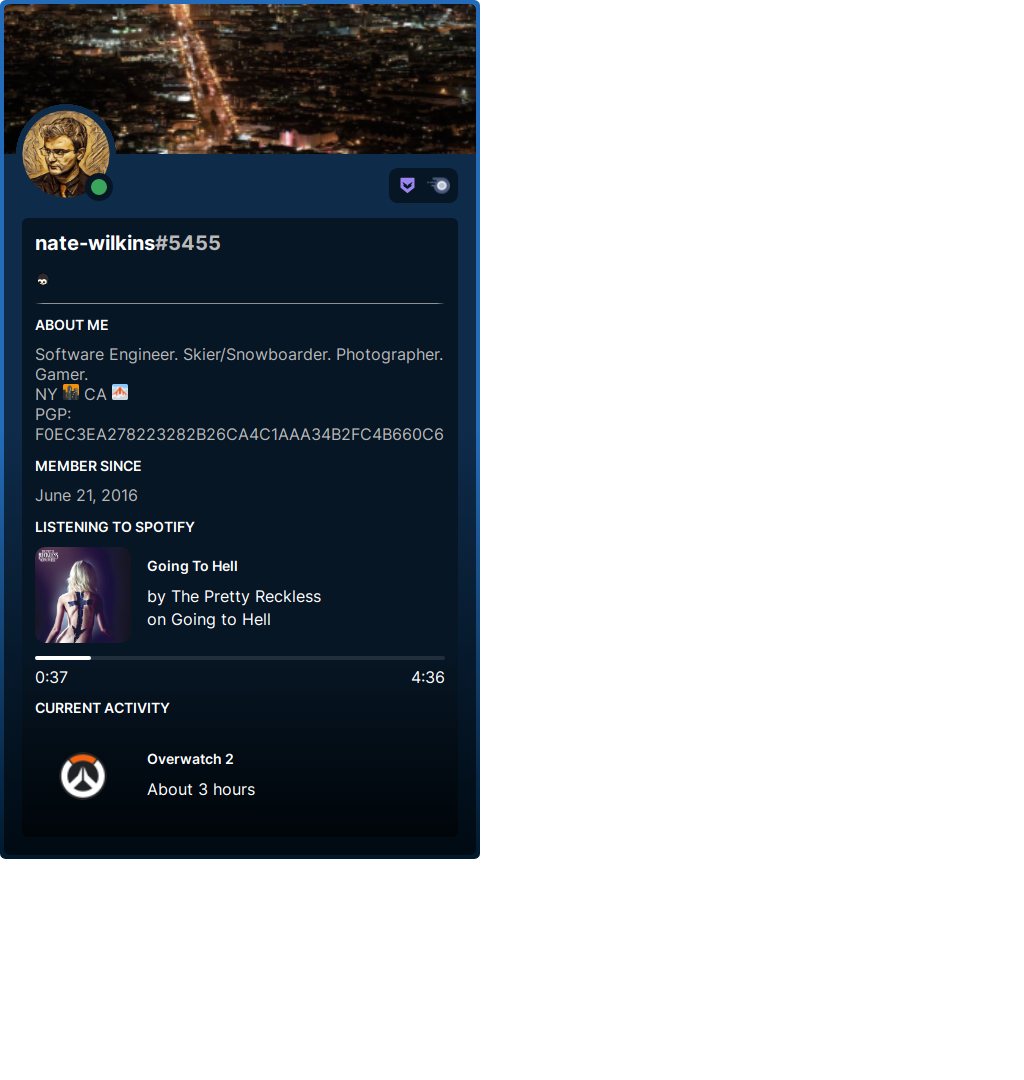 nate-wilkins#5455
ABOUT ME
Software Engineer. Skier/Snowboarder. Photographer.
Gamer.
NY 🌇 CA ⛱
PGP:
F0EC3EA278223282B26CA4C1AAA34B2FC4B660C6
MEMBER SINCE
June 21, 2016
LISTENING TO SPOTIFY
RECKLESS
Going To Hell
by The Pretty Reckless
on Going to Hell
0:37 4:36
CURRENT ACTIVITY
Overwatch 2
About 3 hours